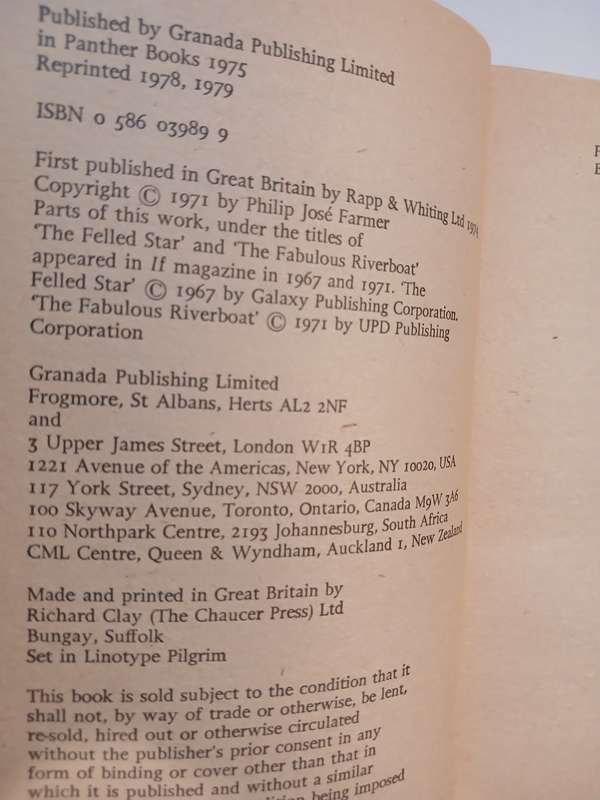 Published by Granada Publishing Limited
in Panther Books 1975
Reprinted 1978, 1979
ISBN 0 586 03989 9
First published in Great Britain by Rapp & Whiting Ltd 1974
Copyright © 1971 by Philip José Farmer
Parts of this work, under the titles of
'The Felled Star' and 'The Fabulous Riverboat'
appeared in If magazine in 1967 and 1971. 'The
Felled Star' © 1967 by Galaxy Publishing Corporation.
'The Fabulous Riverboat' © 1971 by UPD Publishing
Corporation
Granada Publishing Limited
Frogmore, St Albans, Herts AL2 2NF
and
3 Upper James Street, London W1R 4BP
1221 Avenue of the Americas, New York, NY 10020, USA
117 York Street, Sydney, NSW 2000, Australia
100 Skyway Avenue, Toronto, Ontario, Canada M9W 3A6
110 Northpark Centre, 2193 Johannesburg, South Africa
CML Centre, Queen & Wyndham, Auckland 1, New Zealand
Made and printed in Great Britain by
Richard Clay (The Chaucer Press) Ltd
Bungay, Suffolk
Set in Linotype Pilgrim
This book is sold subject to the condition that it
shall not, by way of trade or otherwise, be lent,
re-sold, hired out or otherwise circulated
without the publisher's prior consent in any
form of binding or cover other than that in
which it is published and without a similar
being imposed